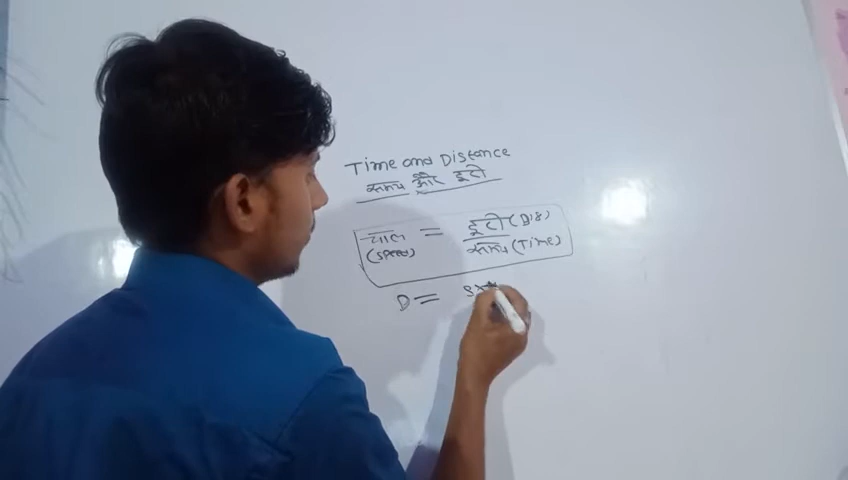 Time and Distance
समय और दूरी
चाल = दूरी (Dis)
(Speed) समय (Time)
D = S×